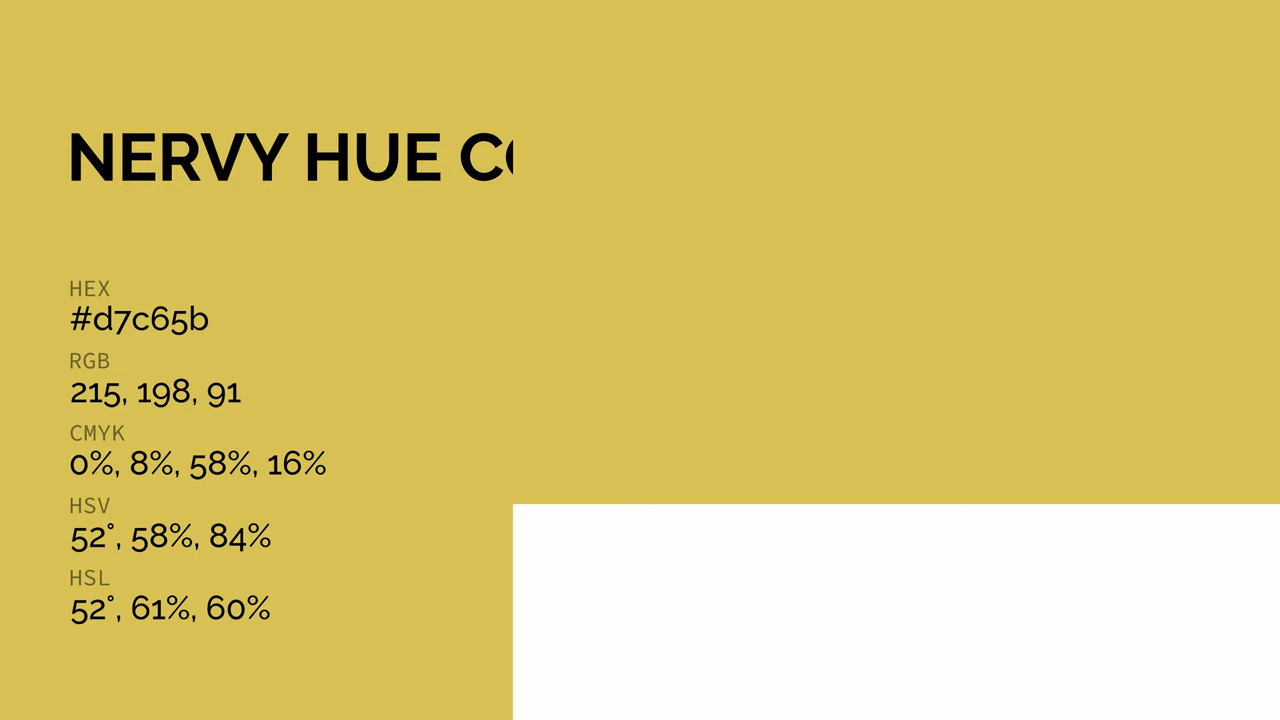 NERVY HUE C
HEX
#d7c65b
RGB
215, 198, 91
CMYK
0%, 8%, 58%, 16%
HSV
52°, 58%, 84%
HSL
52°, 61%, 60%